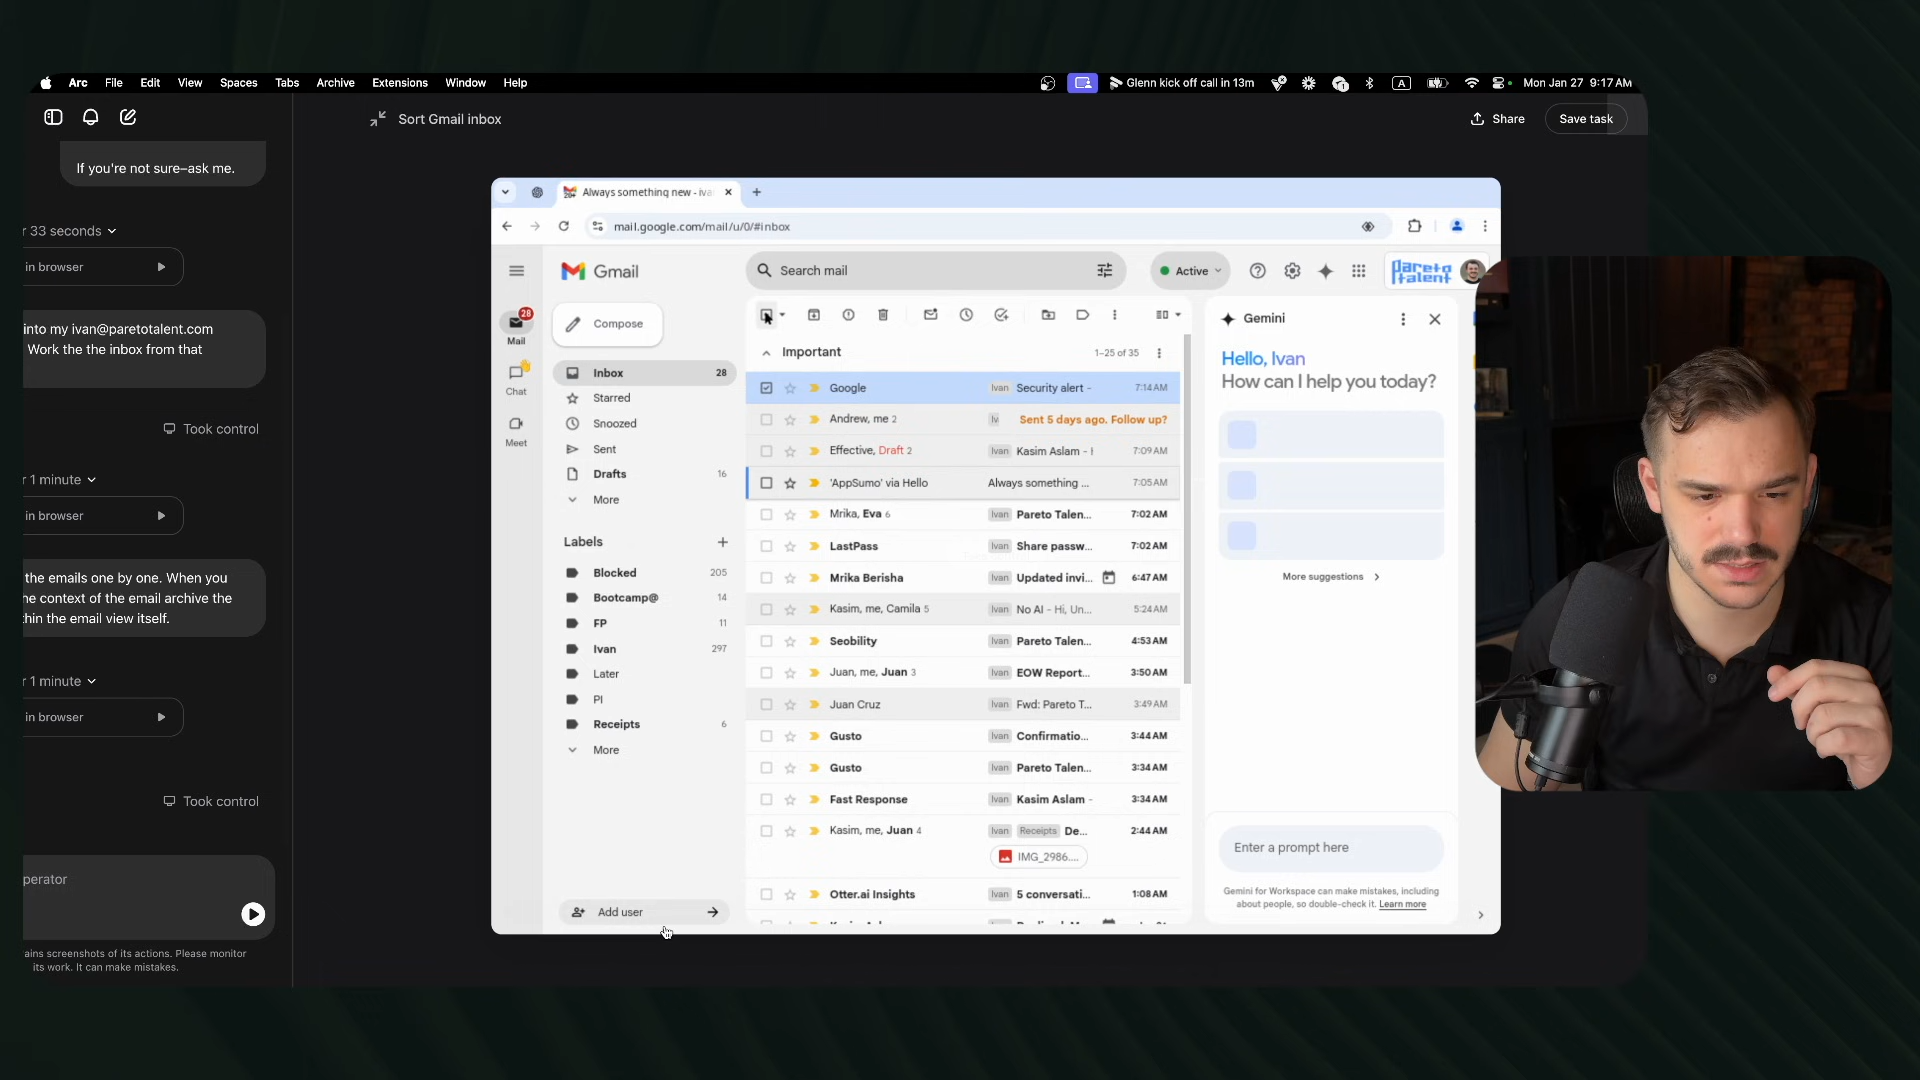 Arc File Edit View Spaces Tabs Archive Extensions Window Help
Glenn kick off call in 13m A Mon Jan 27 9:17 AM
Sort Gmail inbox
Share
Save task
If you're not sure–ask me.
r 33 seconds
in browser
into my ivan@paretotalent.com
Work the the inbox from that
Took control
r 1 minute
in browser
the emails one by one. When you
he context of the email archive the
hin the email view itself.
r 1 minute
in browser
Took control
perator
ains screenshots of its actions. Please monitor
its work. It can make mistakes.
Always something new - iva
mail.google.com/mail/u/0/#inbox
Gmail
Search mail
Active
Pareto
talent
28
Mail
Chat
Meet
Compose
Inbox 28
Starred
Snoozed
Sent
Drafts 16
More
Labels
Blocked 205
Bootcamp@ 14
FP 11
Ivan 297
Later
PI
Receipts 6
More
Add user
Important 1–25 of 35
Google Ivan Security alert - 7:14 AM
Andrew, me 2 Iv Sent 5 days ago. Follow up?
Effective, Draft 2 Ivan Kasim Aslam - 7:09 AM
'AppSumo' via Hello Always something ... 7:05 AM
Mrika, Eva 6 Ivan Pareto Talen... 7:02 AM
LastPass Ivan Share passw... 7:02 AM
Mrika Berisha Ivan Updated invi... 6:47 AM
Kasim, me, Camila 5 Ivan No AI - Hi, Un... 5:24 AM
Seobility Ivan Pareto Talen... 4:53 AM
Juan, me, Juan 3 Ivan EOW Report... 3:50 AM
Juan Cruz Ivan Fwd: Pareto T... 3:49 AM
Gusto Ivan Confirmatio... 3:44 AM
Gusto Ivan Pareto Talen... 3:34 AM
Fast Response Ivan Kasim Aslam - 3:34 AM
Kasim, me, Juan 4 Ivan Receipts De... 2:44 AM
IMG_2986....
Otter.ai Insights Ivan 5 conversati... 1:08 AM
Gemini
Hello, Ivan
How can I help you today?
More suggestions
Enter a prompt here
Gemini for Workspace can make mistakes, including
about people, so double-check it. Learn more